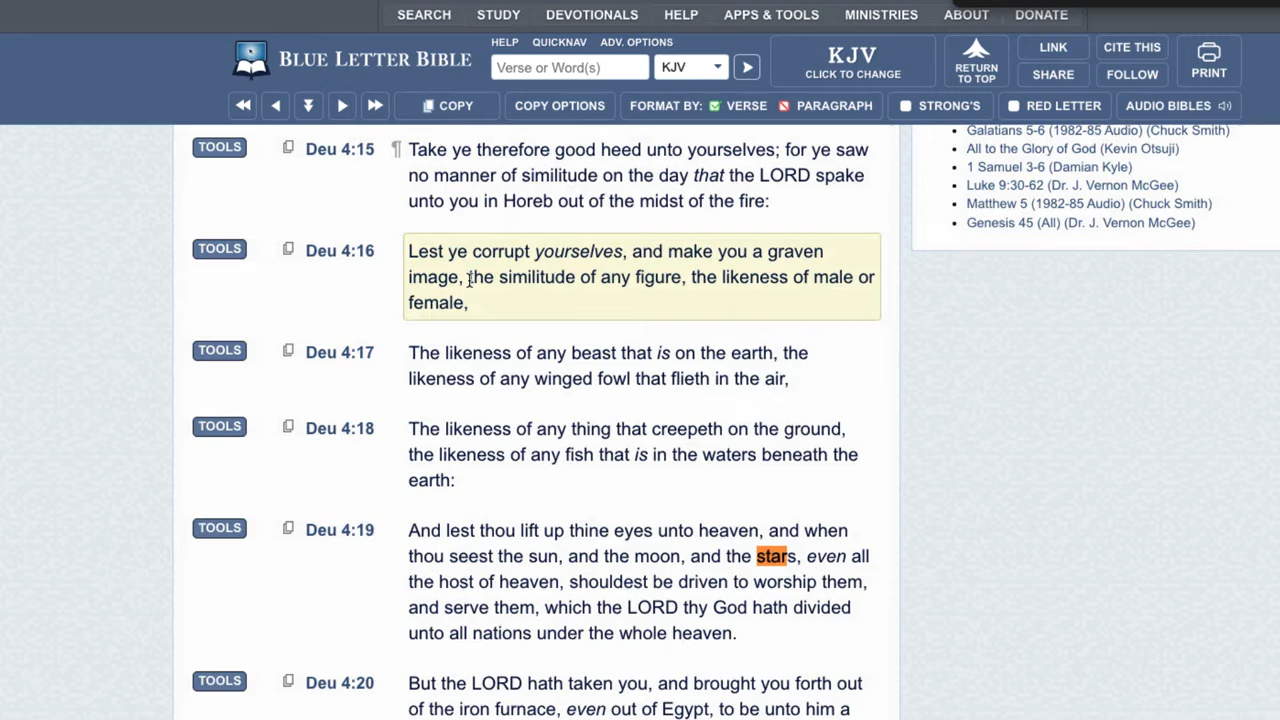 SEARCH STUDY DEVOTIONALS HELP APPS & TOOLS MINISTRIES ABOUT DONATE
BLUE LETTER BIBLE
HELP QUICKNAV ADV. OPTIONS
Verse or Word(s) KJV
KJV
CLICK TO CHANGE
RETURN
TO TOP
LINK CITE THIS
SHARE FOLLOW
PRINT
COPY COPY OPTIONS FORMAT BY: VERSE PARAGRAPH STRONG'S RED LETTER AUDIO BIBLES
TOOLS Deu 4:15 ¶ Take ye therefore good heed unto yourselves; for ye saw
no manner of similitude on the day that the LORD spake
unto you in Horeb out of the midst of the fire:
TOOLS Deu 4:16 Lest ye corrupt yourselves, and make you a graven
image, the similitude of any figure, the likeness of male or
female,
TOOLS Deu 4:17 The likeness of any beast that is on the earth, the
likeness of any winged fowl that flieth in the air,
TOOLS Deu 4:18 The likeness of any thing that creepeth on the ground,
the likeness of any fish that is in the waters beneath the
earth:
TOOLS Deu 4:19 And lest thou lift up thine eyes unto heaven, and when
thou seest the sun, and the moon, and the stars, even all
the host of heaven, shouldest be driven to worship them,
and serve them, which the LORD thy God hath divided
unto all nations under the whole heaven.
TOOLS Deu 4:20 But the LORD hath taken you, and brought you forth out
of the iron furnace, even out of Egypt, to be unto him a
Galatians 5-6 (1982-85 Audio) (Chuck Smith)
All to the Glory of God (Kevin Otsuji)
1 Samuel 3-6 (Damian Kyle)
Luke 9:30-62 (Dr. J. Vernon McGee)
Matthew 5 (1982-85 Audio) (Chuck Smith)
Genesis 45 (All) (Dr. J. Vernon McGee)